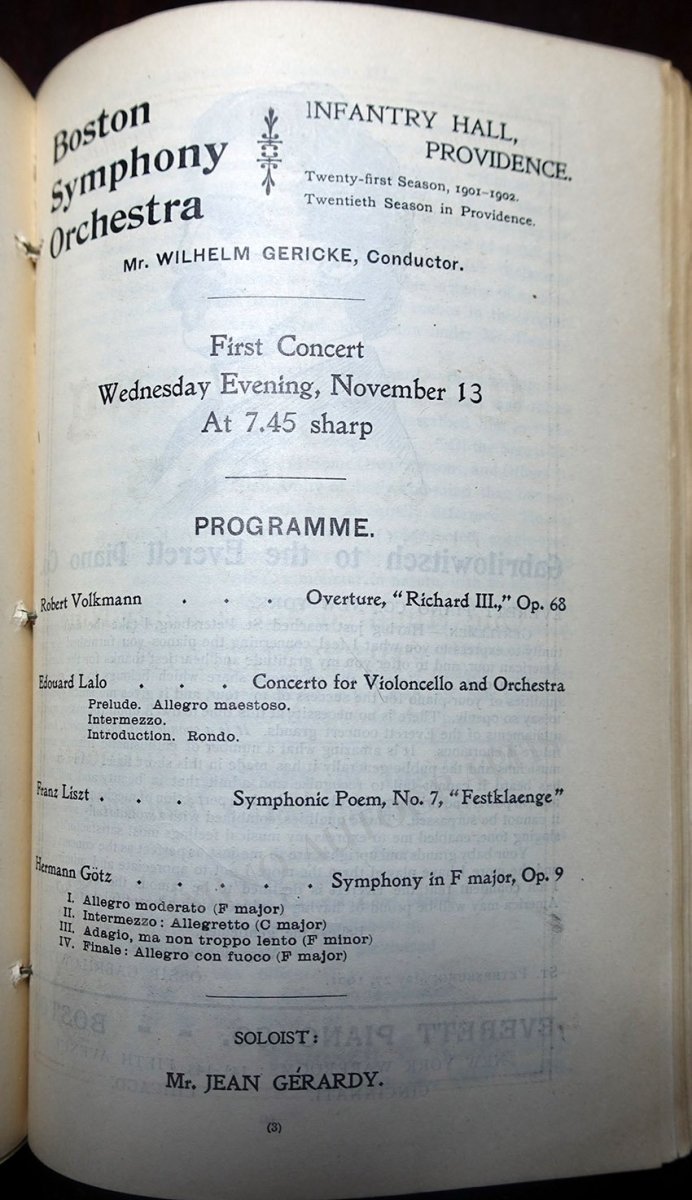 Boston
Symphony
Orchestra
INFANTRY HALL,
PROVIDENCE.
Twenty-first Season, 1901-1902.
Twentieth Season in Providence.
Mr. WILHELM GERICKE, Conductor.
First Concert
Wednesday Evening, November 13
At 7.45 sharp
PROGRAMME.
Robert Volkmann . . . Overture, "Richard III.," Op. 68
Edouard Lalo . . . Concerto for Violoncello and Orchestra
Prelude. Allegro maestoso.
Intermezzo.
Introduction. Rondo.
Franz Liszt . . . Symphonic Poem, No. 7, "Festklaenge"
Hermann Götz . . . . . . Symphony in F major, Op. 9
I. Allegro moderato (F major)
II. Intermezzo: Allegretto (C major)
III. Adagio, ma non troppo lento (F minor)
IV. Finale: Allegro con fuoco (F major)
SOLOIST:
Mr. JEAN GÉRARDY.
(3)